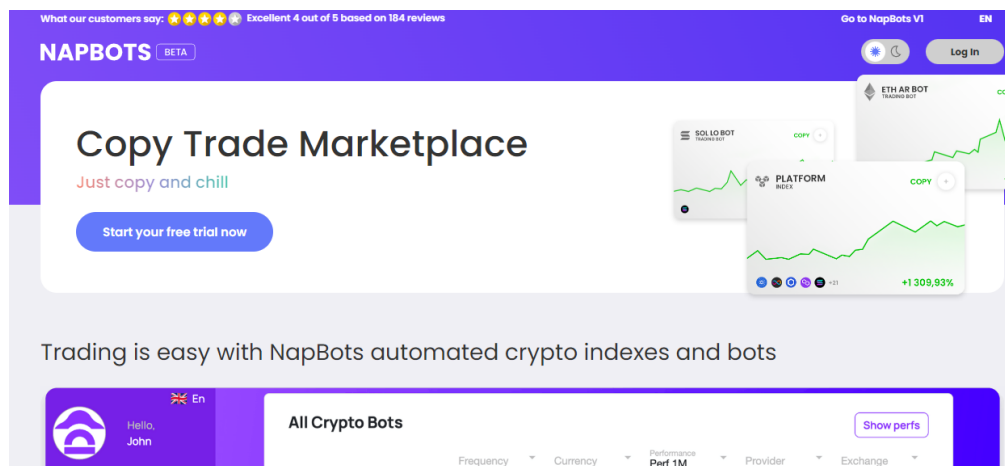 What our customers say: Excellent 4 out of 5 based on 184 reviews
Go to NapBots V1
EN
NAPBOTS BETA
Log In
Copy Trade Marketplace
Just copy and chill
Start your free trial now
SOL LO BOT
TRADING BOT
COPY
ETH AR BOT
TRADING BOT
PLATFORM
INDEX
COPY
+21
+1 309,93%
Trading is easy with NapBots automated crypto indexes and bots
En
Hello,
John
All Crypto Bots
Show perfs
Frequency
Currency
Performance
Perf 1M
Provider
Exchange